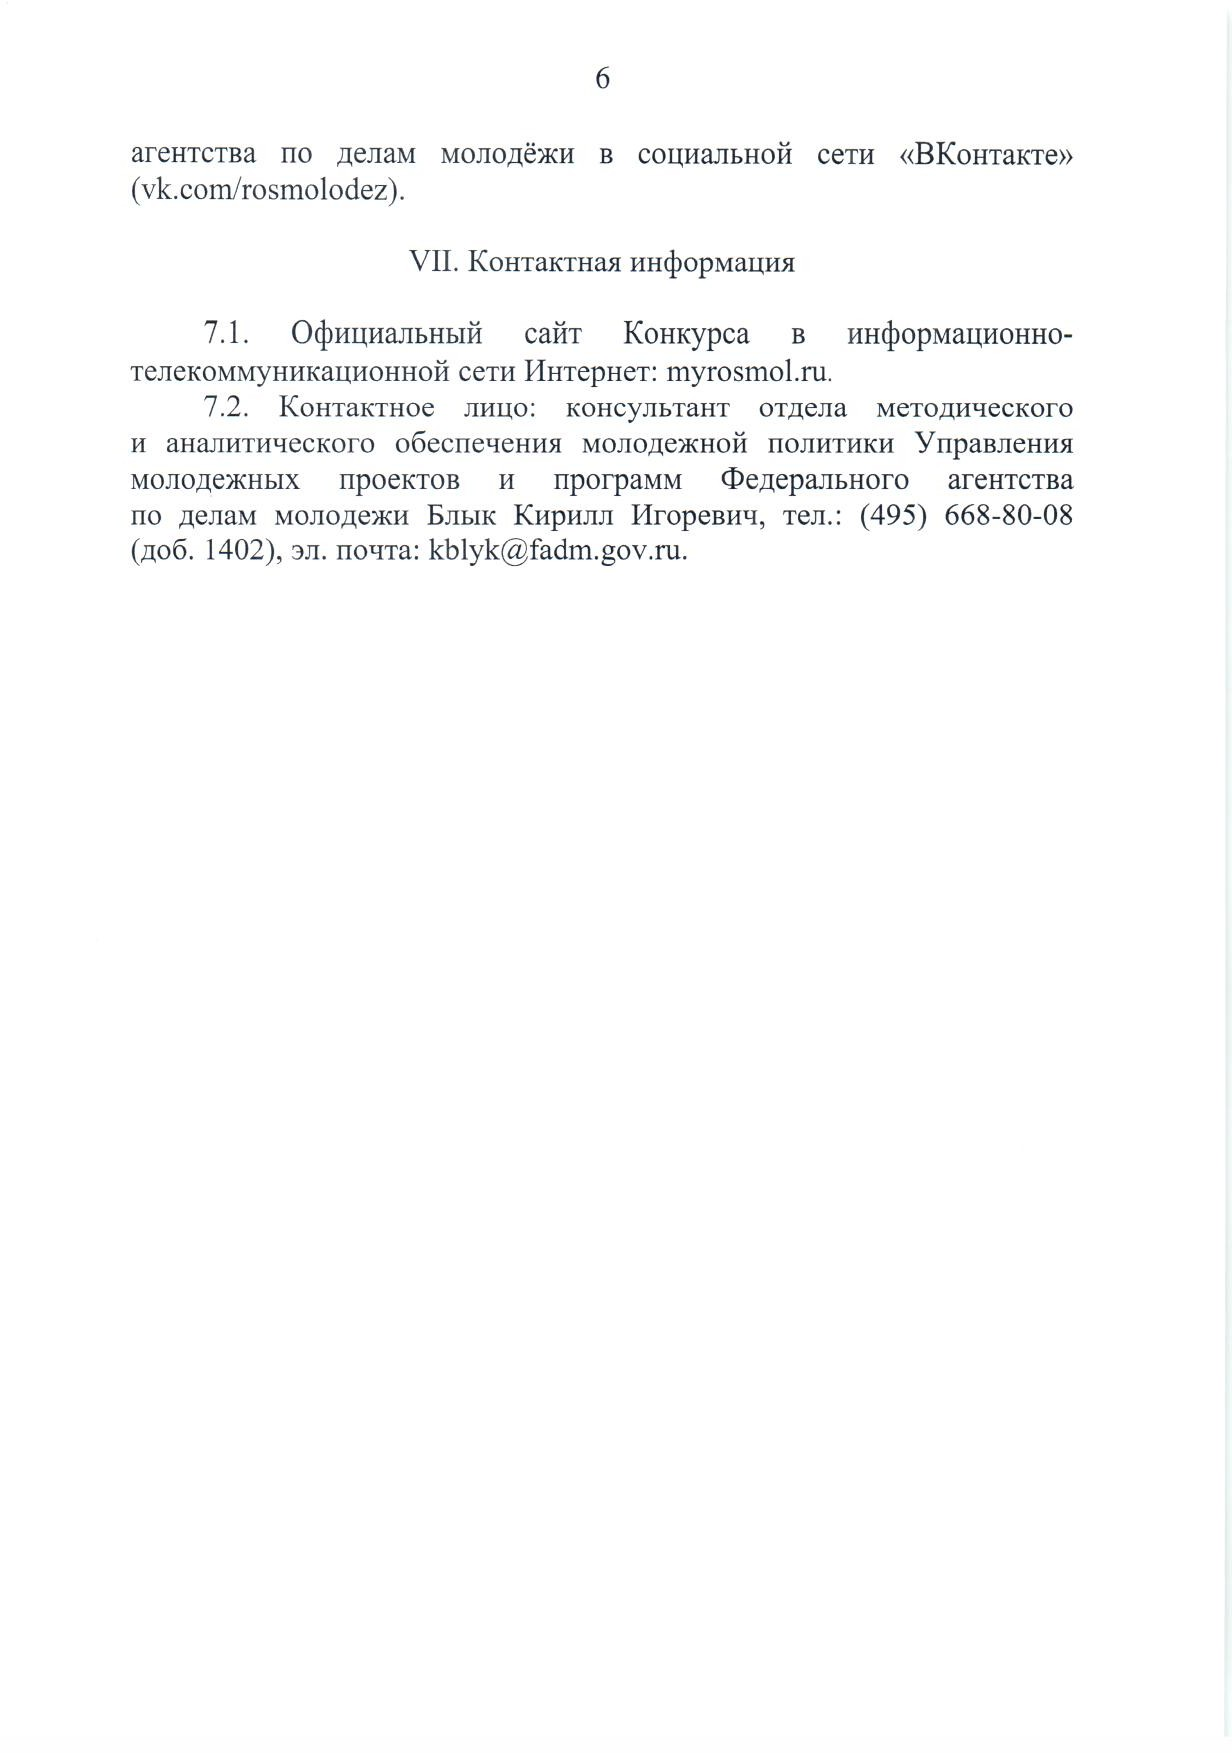 6
агентства по делам молодёжи в социальной сети «ВКонтакте»
(vk.com/rosmolodez).
VII. Контактная информация
7.1. Официальный сайт Конкурса в информационно-
телекоммуникационной сети Интернет: myrosmol.ru.
7.2. Контактное лицо: консультант отдела методического
и аналитического обеспечения молодежной политики Управления
молодежных проектов и программ Федерального агентства
по делам молодежи Блык Кирилл Игоревич, тел.: (495) 668-80-08
(доб. 1402), эл. почта: kblyk@fadm.gov.ru.